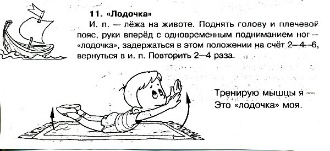 11. «Лодочка»
И. п. — лёжа на животе. Поднять голову и плечевой
пояс, руки вперёд с одновременным подниманием ног —
«лодочка», задержаться в этом положении на счёт 2—4—6,
вернуться в и. п. Повторить 2—4 раза.
Тренирую мышцы я —
Это «лодочка» моя.